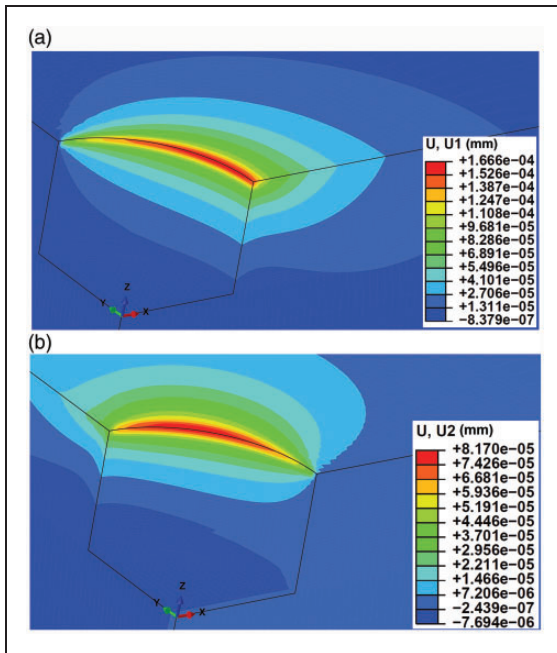 (a)
U, U1 (mm)
+1.666e-04
+1.526e-04
+1.387e-04
+1.247e-04
+1.108e-04
+9.681e-05
+8.286e-05
+6.891e-05
+5.496e-05
+4.101e-05
+2.706e-05
+1.311e-05
-8.379e-07
Z
Y
X
(b)
U, U2 (mm)
+8.170e-05
+7.426e-05
+6.681e-05
+5.936e-05
+5.191e-05
+4.446e-05
+3.701e-05
+2.956e-05
+2.211e-05
+1.466e-05
+7.206e-06
-2.439e-07
-7.694e-06
Z
Y
X